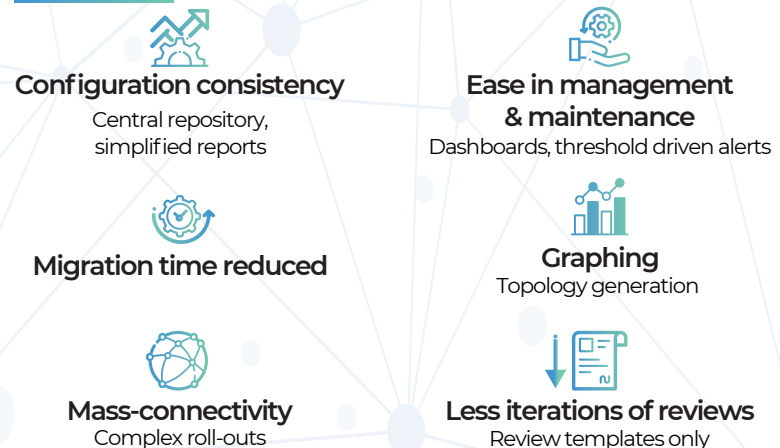 Configuration consistency
Central repository,
simplified reports
Ease in management
& maintenance
Dashboards, threshold driven alerts
Migration time reduced
Graphing
Topology generation
Mass-connectivity
Complex roll-outs
Less iterations of reviews
Review templates only